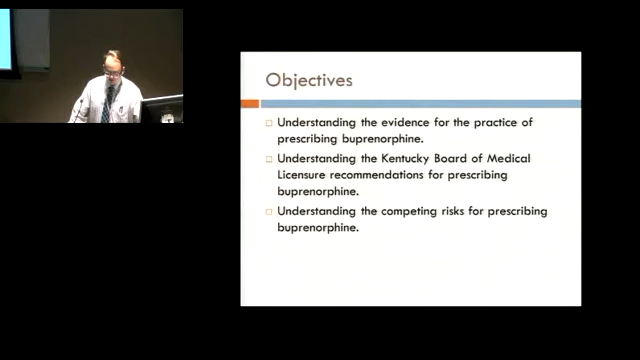 Objectives
Understanding the evidence for the practice of
prescribing buprenorphine.
Understanding the Kentucky Board of Medical
Licensure recommendations for prescribing
buprenorphine.
Understanding the competing risks for prescribing
buprenorphine.